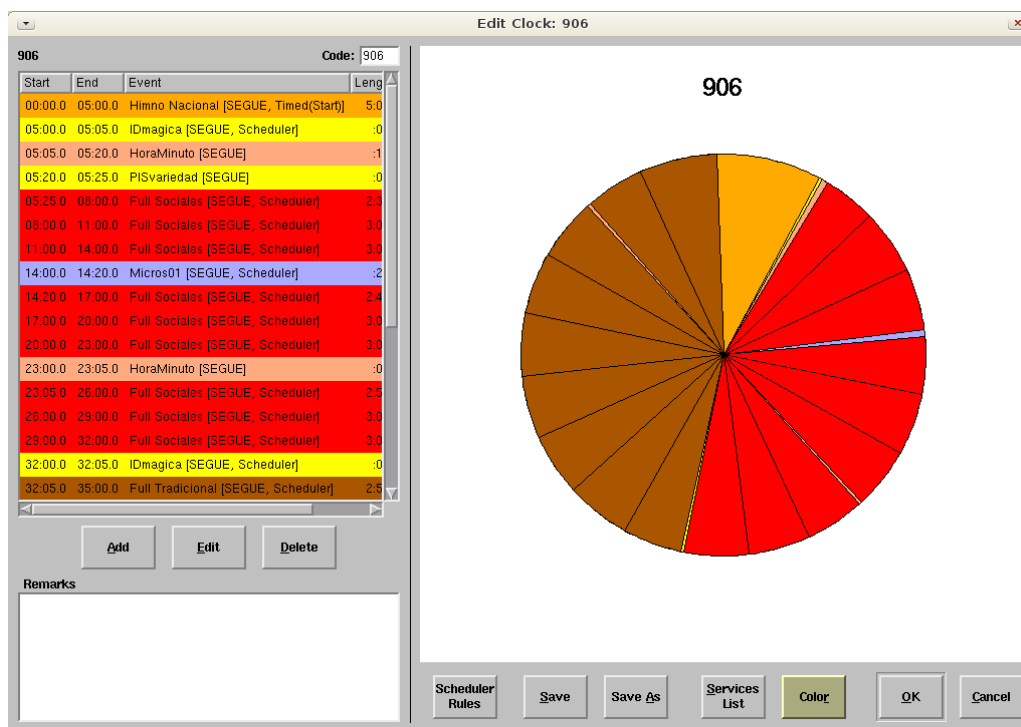 Edit Clock: 906
906 Code: 906
Start End Event Leng
00:00.0 05:00.0 Himno Nacional [SEGUE, Timed(Start)] 5:0
05:00.0 05:05.0 IDmagica [SEGUE, Scheduler] :0
05:05.0 05:20.0 HoraMinuto [SEGUE] :1
05:20.0 05:25.0 PISvariedad [SEGUE] :0
05:25.0 08:00.0 Full Sociales [SEGUE, Scheduler] 2:3
08:00.0 11:00.0 Full Sociales [SEGUE, Scheduler] 3:0
11:00.0 14:00.0 Full Sociales [SEGUE, Scheduler] 3:0
14:00.0 14:20.0 Micros01 [SEGUE, Scheduler] :2
14:20.0 17:00.0 Full Sociales [SEGUE, Scheduler] 2:4
17:00.0 20:00.0 Full Sociales [SEGUE, Scheduler] 3:0
20:00.0 23:00.0 Full Sociales [SEGUE, Scheduler] 3:0
23:00.0 23:05.0 HoraMinuto [SEGUE] :0
23:05.0 26:00.0 Full Sociales [SEGUE, Scheduler] 2:5
26:00.0 29:00.0 Full Sociales [SEGUE, Scheduler] 3:0
29:00.0 32:00.0 Full Sociales [SEGUE, Scheduler] 3:0
32:00.0 32:05.0 IDmagica [SEGUE, Scheduler] :0
32:05.0 35:00.0 Full Tradicional [SEGUE, Scheduler] 2:5
Add Edit Delete
Remarks
906
Scheduler Rules
Save
Save As
Services List
Color
OK
Cancel